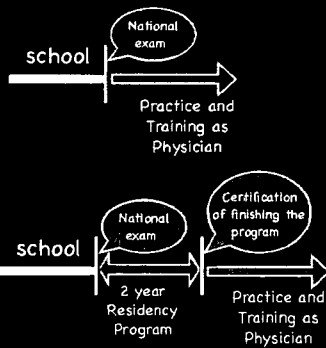 National
exam
school
Practice and
Training as
Physician
National
exam
Certification
of finishing the
program
school
2 year
Residency
Program
Practice and
Training as
Physician